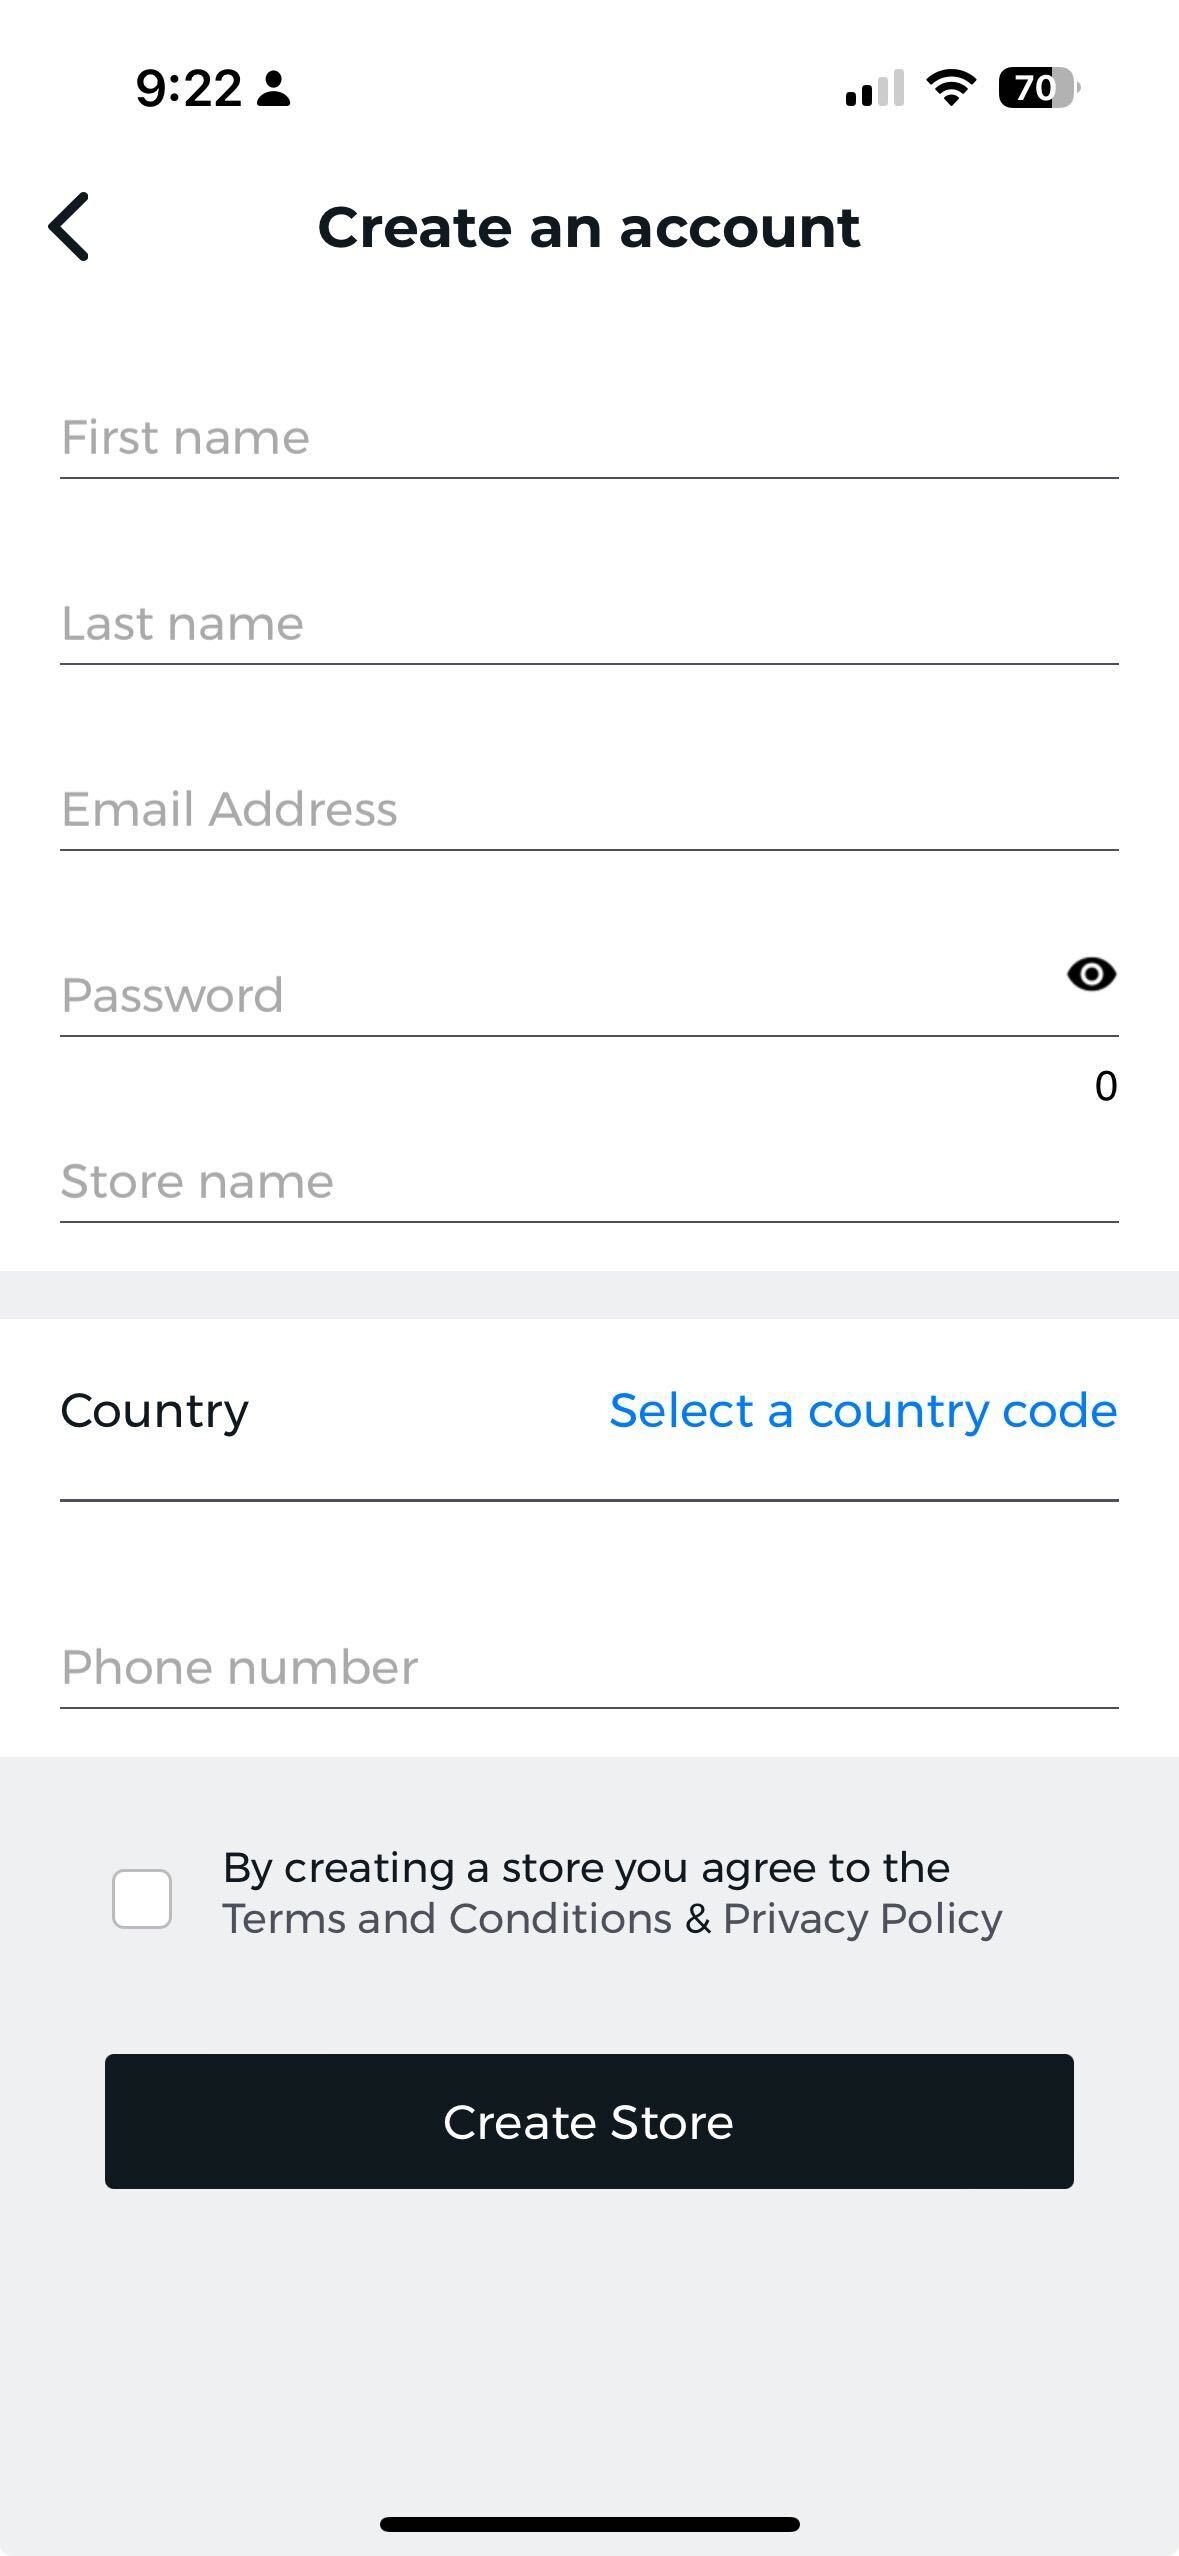 9:22
70
Create an account
First name
Last name
Email Address
Password
0
Store name
Country
Select a country code
Phone number
By creating a store you agree to the
Terms and Conditions & Privacy Policy
Create Store